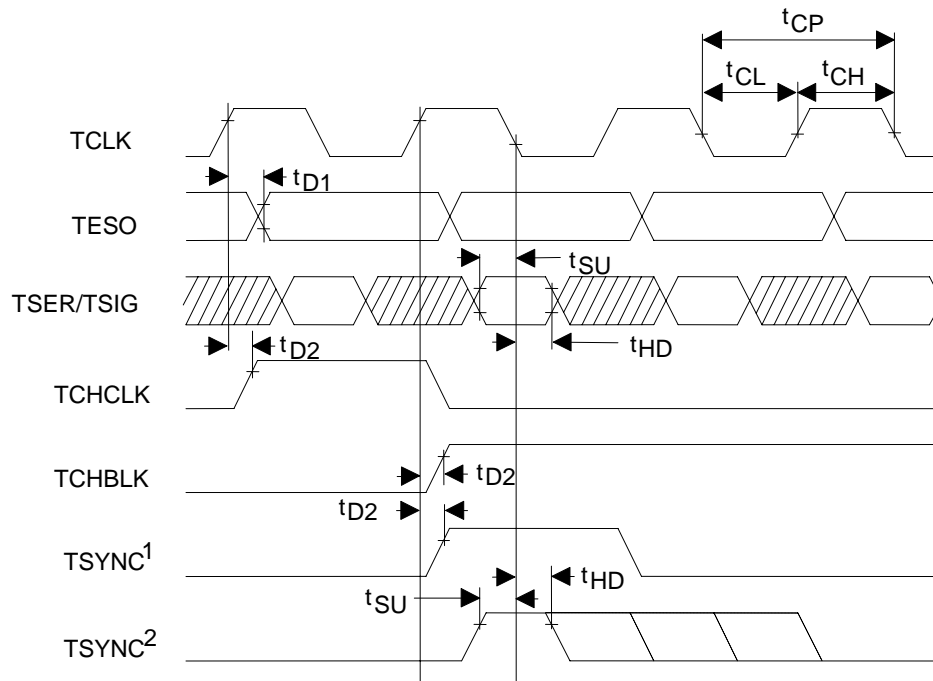 tCP
tCL tCH
TCLK
tD1
TESO
tSU
TSER/TSIG
tD2 tHD
TCHCLK
TCHBLK tD2
tD2
TSYNC1
tHD
tSU
TSYNC2